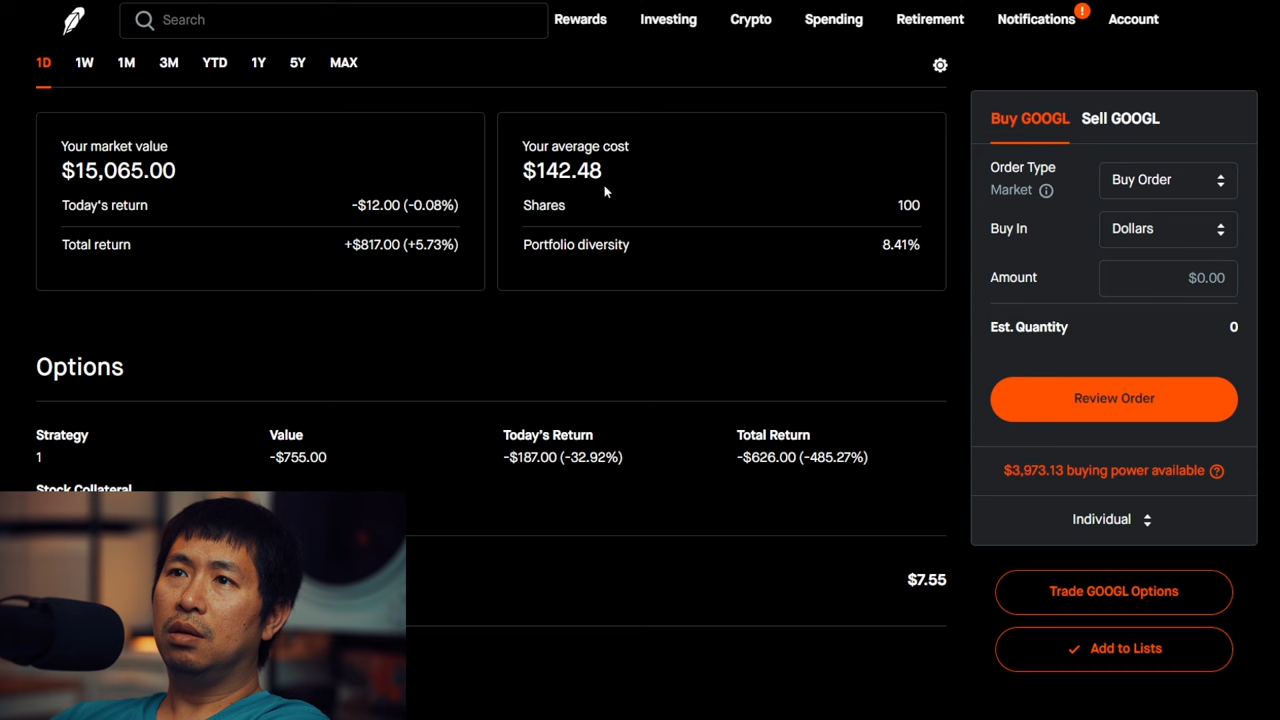 Search
Rewards Investing Crypto Spending Retirement Notifications ! Account
1D 1W 1M 3M YTD 1Y 5Y MAX
Your market value
$15,065.00
Today's return -$12.00 (-0.08%)
Total return +$817.00 (+5.73%)
Your average cost
$142.48
Shares 100
Portfolio diversity 8.41%
Buy GOOGL Sell GOOGL
Order Type
Market
Buy Order
Buy In Dollars
Amount $0.00
Est. Quantity 0
Review Order
$3,973.13 buying power available
Individual
Trade GOOGL Options
Add to Lists
Options
Strategy Value Today's Return Total Return
1 -$755.00 -$187.00 (-32.92%) -$626.00 (-485.27%)
Stock Collateral
$7.55